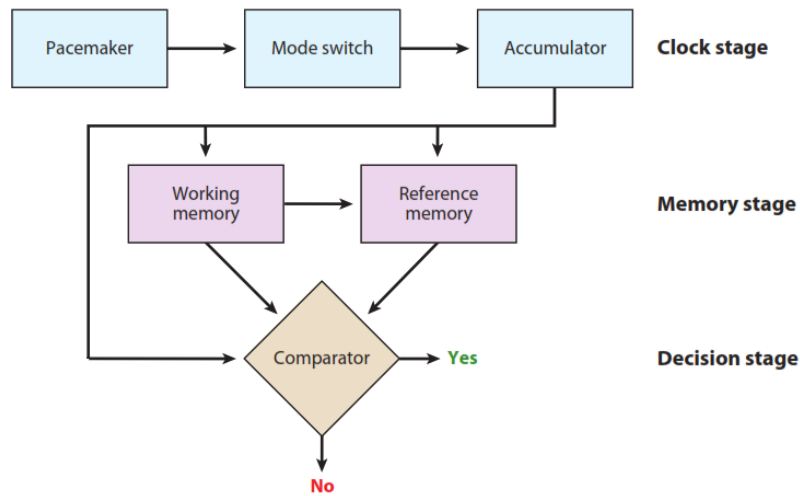 Pacemaker
Mode switch
Accumulator
Clock stage
Working
memory
Reference
memory
Memory stage
Comparator
Yes
Decision stage
No